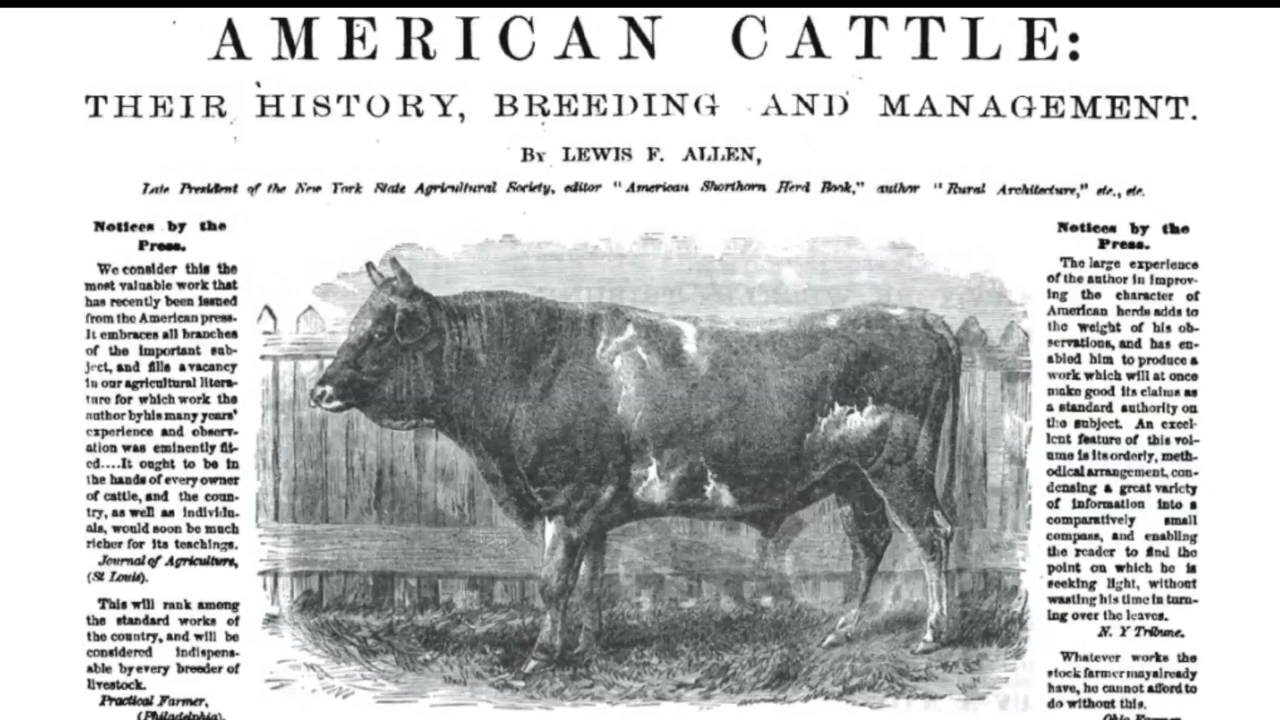 AMERICAN CATTLE:
THEIR HISTORY, BREEDING AND MANAGEMENT.
By LEWIS F. ALLEN,
Late President of the New York State Agricultural Society, editor "American Shorthorn Herd Book," author "Rural Architecture," etc., etc.
Notices by the
Press.
We consider this the
most valuable work that
has recently been issued
from the American press.
It embraces all branches
of the important sub-
ject, and fills a vacancy
in our agricultural litera-
ture for which work the
author by his many years'
experience and observ-
ation was eminently fit-
ed....It ought to be in
the hands of every owner
of cattle, and the coun-
try, as well as individu-
als, would soon be much
richer for its teachings.
Journal of Agriculture,
(St Louis).
This will rank among
the standard works of
the country, and will be
considered indispens-
able by every breeder of
livestock.
Practical Farmer,
(Philadelphia).
Notices by the
Press.
The large experience
of the author in improv-
ing the character of
American herds adds to
the weight of his ob-
servations, and has en-
abled him to produce a
work which will at once
make good its claims as
a standard authority on
the subject. An excel-
lent feature of this vol-
ume is its orderly, meth-
odical arrangement, con-
densing a great variety
of information into a
comparatively small
compass, and enabling
the reader to find the
point on which he is
seeking light, without
wasting his time in turn-
ing over the leaves.
N. Y Tribune.
Whatever works the
stock farmer may already
have, he cannot afford to
do without this.
Ohio Farmer.